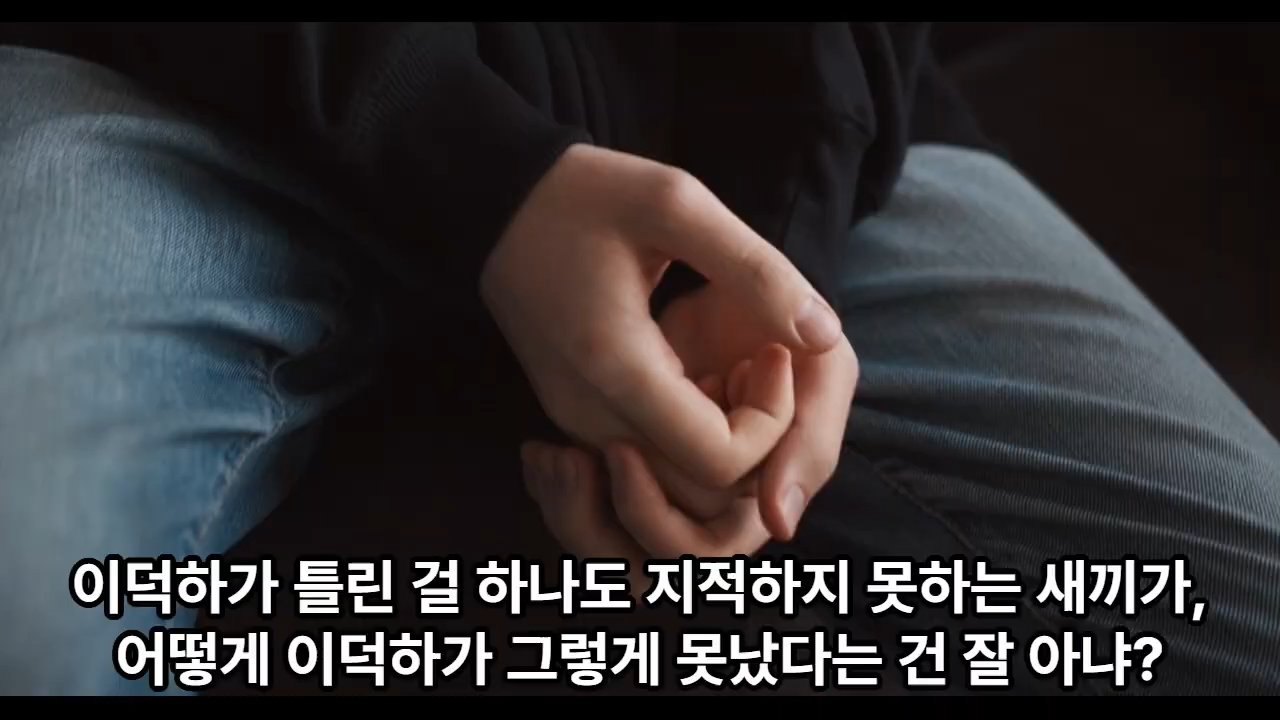 이덕하가 틀린 걸 하나도 지적하지 못하는 새끼가,
어떻게 이덕하가 그렇게 못났다는 건 잘 아냐?